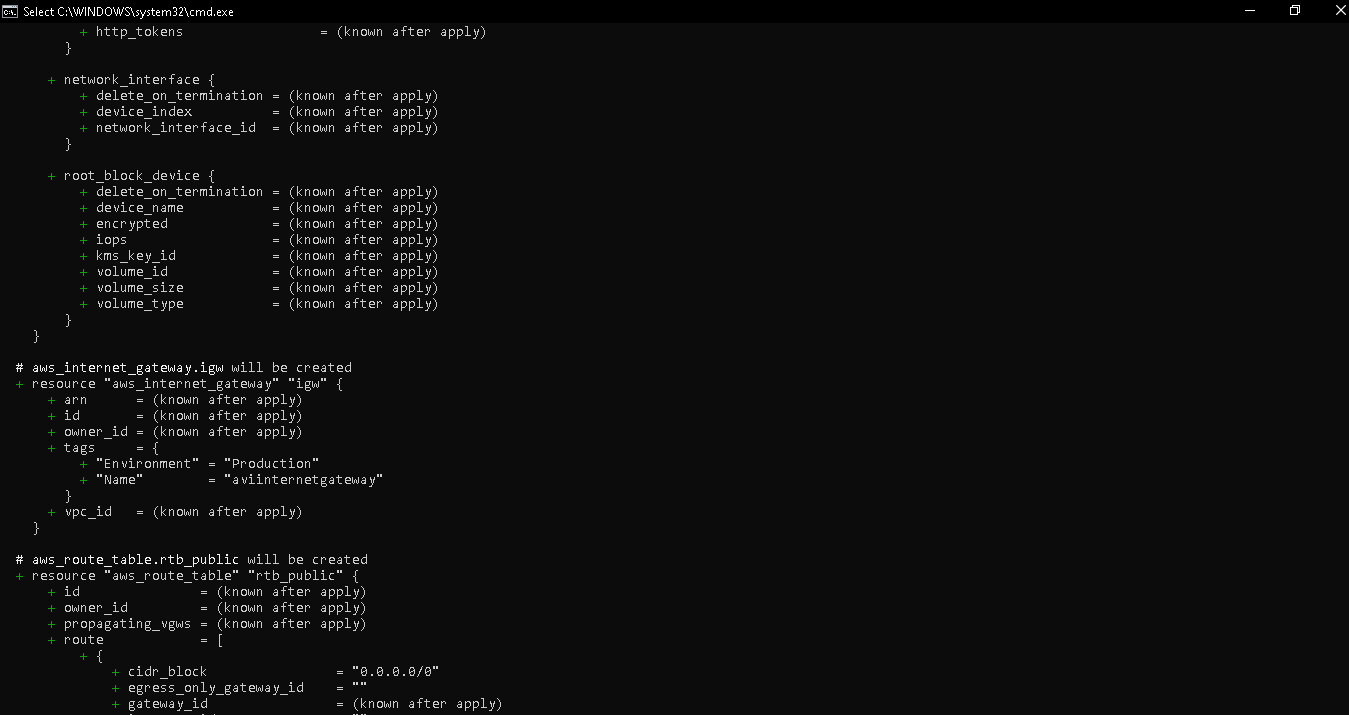 Select C:\WINDOWS\system32\cmd.exe
+ http_tokens                 = (known after apply)
}
+ network_interface {
+ delete_on_termination = (known after apply)
+ device_index          = (known after apply)
+ network_interface_id  = (known after apply)
}
+ root_block_device {
+ delete_on_termination = (known after apply)
+ device_name           = (known after apply)
+ encrypted             = (known after apply)
+ iops                  = (known after apply)
+ kms_key_id            = (known after apply)
+ volume_id             = (known after apply)
+ volume_size           = (known after apply)
+ volume_type           = (known after apply)
}
}
# aws_internet_gateway.igw will be created
+ resource "aws_internet_gateway" "igw" {
+ arn      = (known after apply)
+ id       = (known after apply)
+ owner_id = (known after apply)
+ tags     = {
+ "Environment" = "Production"
+ "Name"        = "aviinternetgateway"
}
+ vpc_id   = (known after apply)
}
# aws_route_table.rtb_public will be created
+ resource "aws_route_table" "rtb_public" {
+ id               = (known after apply)
+ owner_id         = (known after apply)
+ propagating_vgws = (known after apply)
+ route            = [
+ {
+ cidr_block                = "0.0.0.0/0"
+ egress_only_gateway_id    = ""
+ gateway_id                = (known after apply)